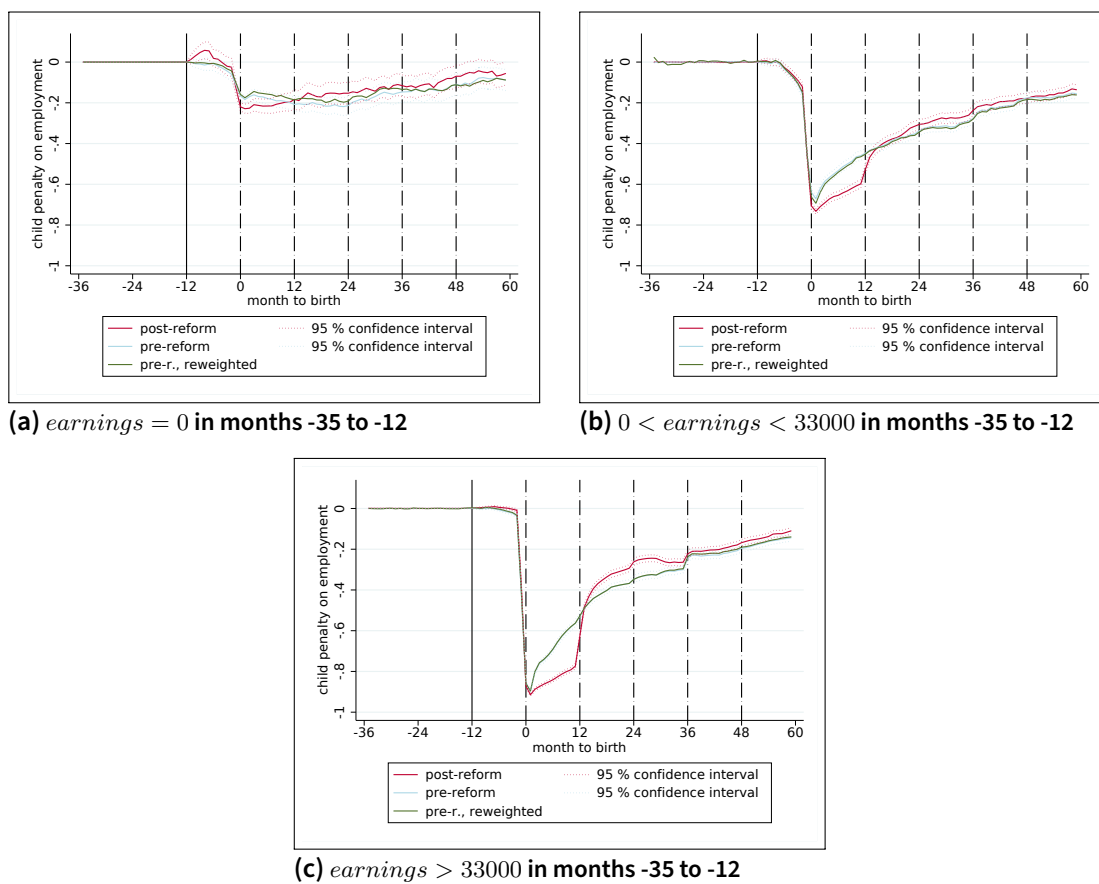 child penalty on employment
0
-.2
-.4
-.6
-.8
-1
-36 -24 -12 0 12 24 36 48 60
month to birth
post-reform 95 % confidence interval
pre-reform 95 % confidence interval
pre-r., reweighted
(a) earnings = 0 in months -35 to -12
child penalty on employment
0
-.2
-.4
-.6
-.8
-1
-36 -24 -12 0 12 24 36 48 60
month to birth
post-reform 95 % confidence interval
pre-reform 95 % confidence interval
pre-r., reweighted
(b) 0 < earnings < 33000 in months -35 to -12
child penalty on employment
0
-.2
-.4
-.6
-.8
-1
-36 -24 -12 0 12 24 36 48 60
month to birth
post-reform 95 % confidence interval
pre-reform 95 % confidence interval
pre-r., reweighted
(c) earnings > 33000 in months -35 to -12